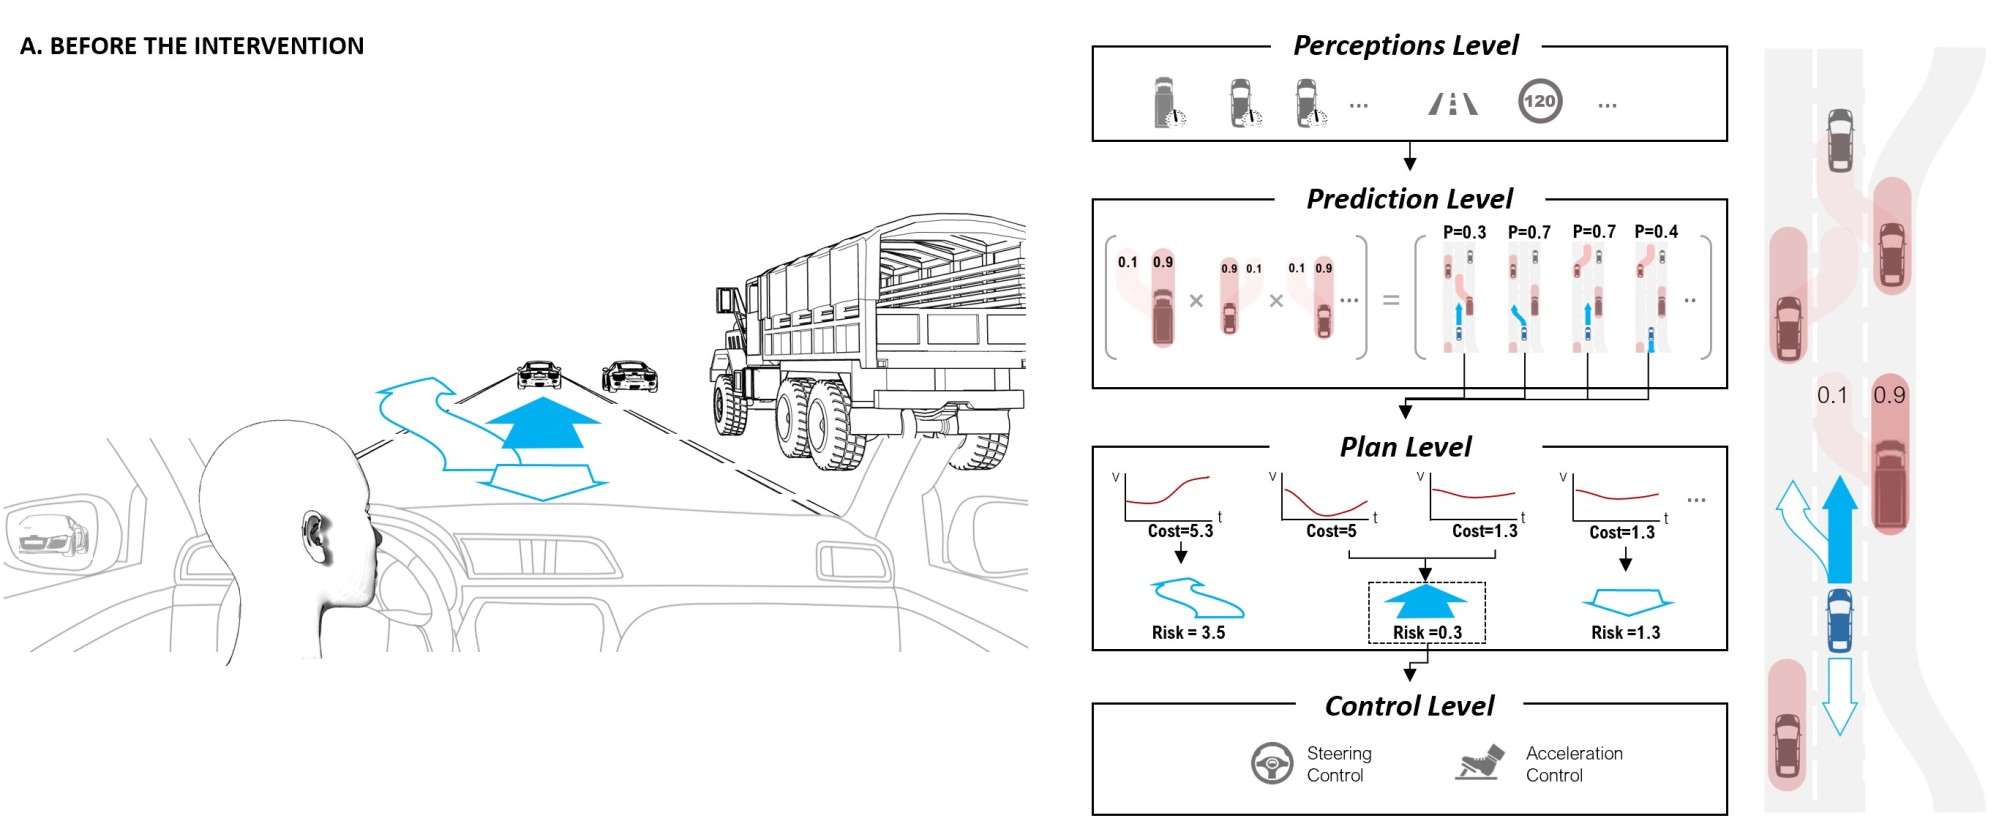 A. BEFORE THE INTERVENTION
Perceptions Level
... 120 ...
Prediction Level
P=0.3 P=0.7 P=0.7 P=0.4
0.1 0.9 × 0.9 0.1 × 0.1 0.9 ... = ..
Plan Level
V t V t V t V t ...
Cost=5.3 Cost=5 Cost=1.3 Cost=1.3
Risk = 3.5 Risk =0.3 Risk =1.3
Control Level
Steering
Control
Acceleration
Control
0.1 0.9